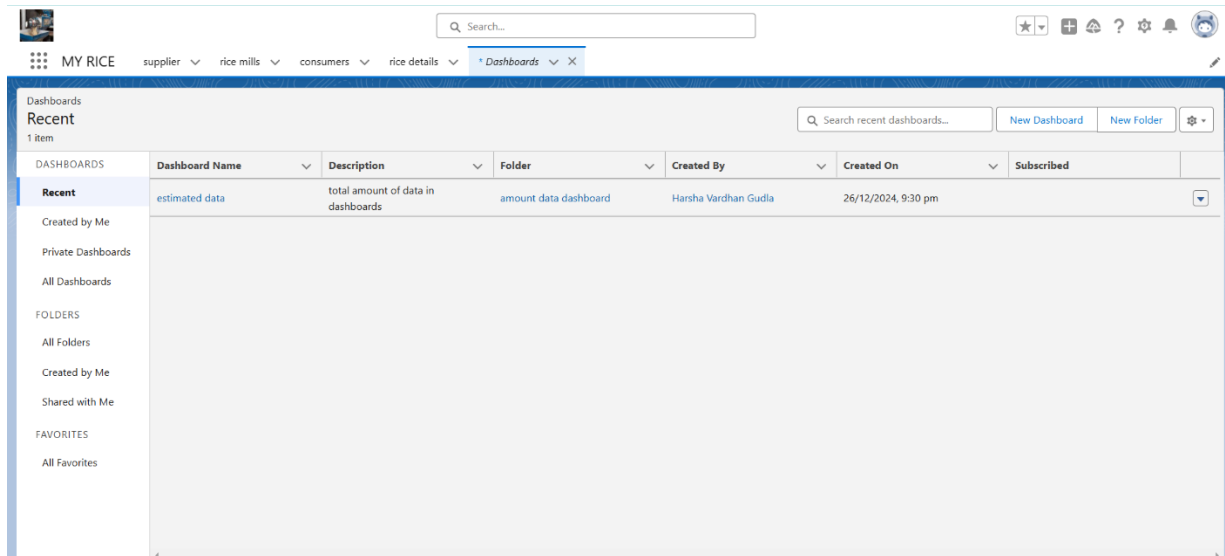 Search...
MY RICE supplier rice mills consumers rice details * Dashboards
Dashboards
Recent
1 item
Search recent dashboards...
New Dashboard New Folder
DASHBOARDS
Recent
Created by Me
Private Dashboards
All Dashboards
FOLDERS
All Folders
Created by Me
Shared with Me
FAVORITES
All Favorites
Dashboard Name Description Folder Created By Created On Subscribed
estimated data total amount of data in dashboards amount data dashboard Harsha Vardhan Gudla 26/12/2024, 9:30 pm